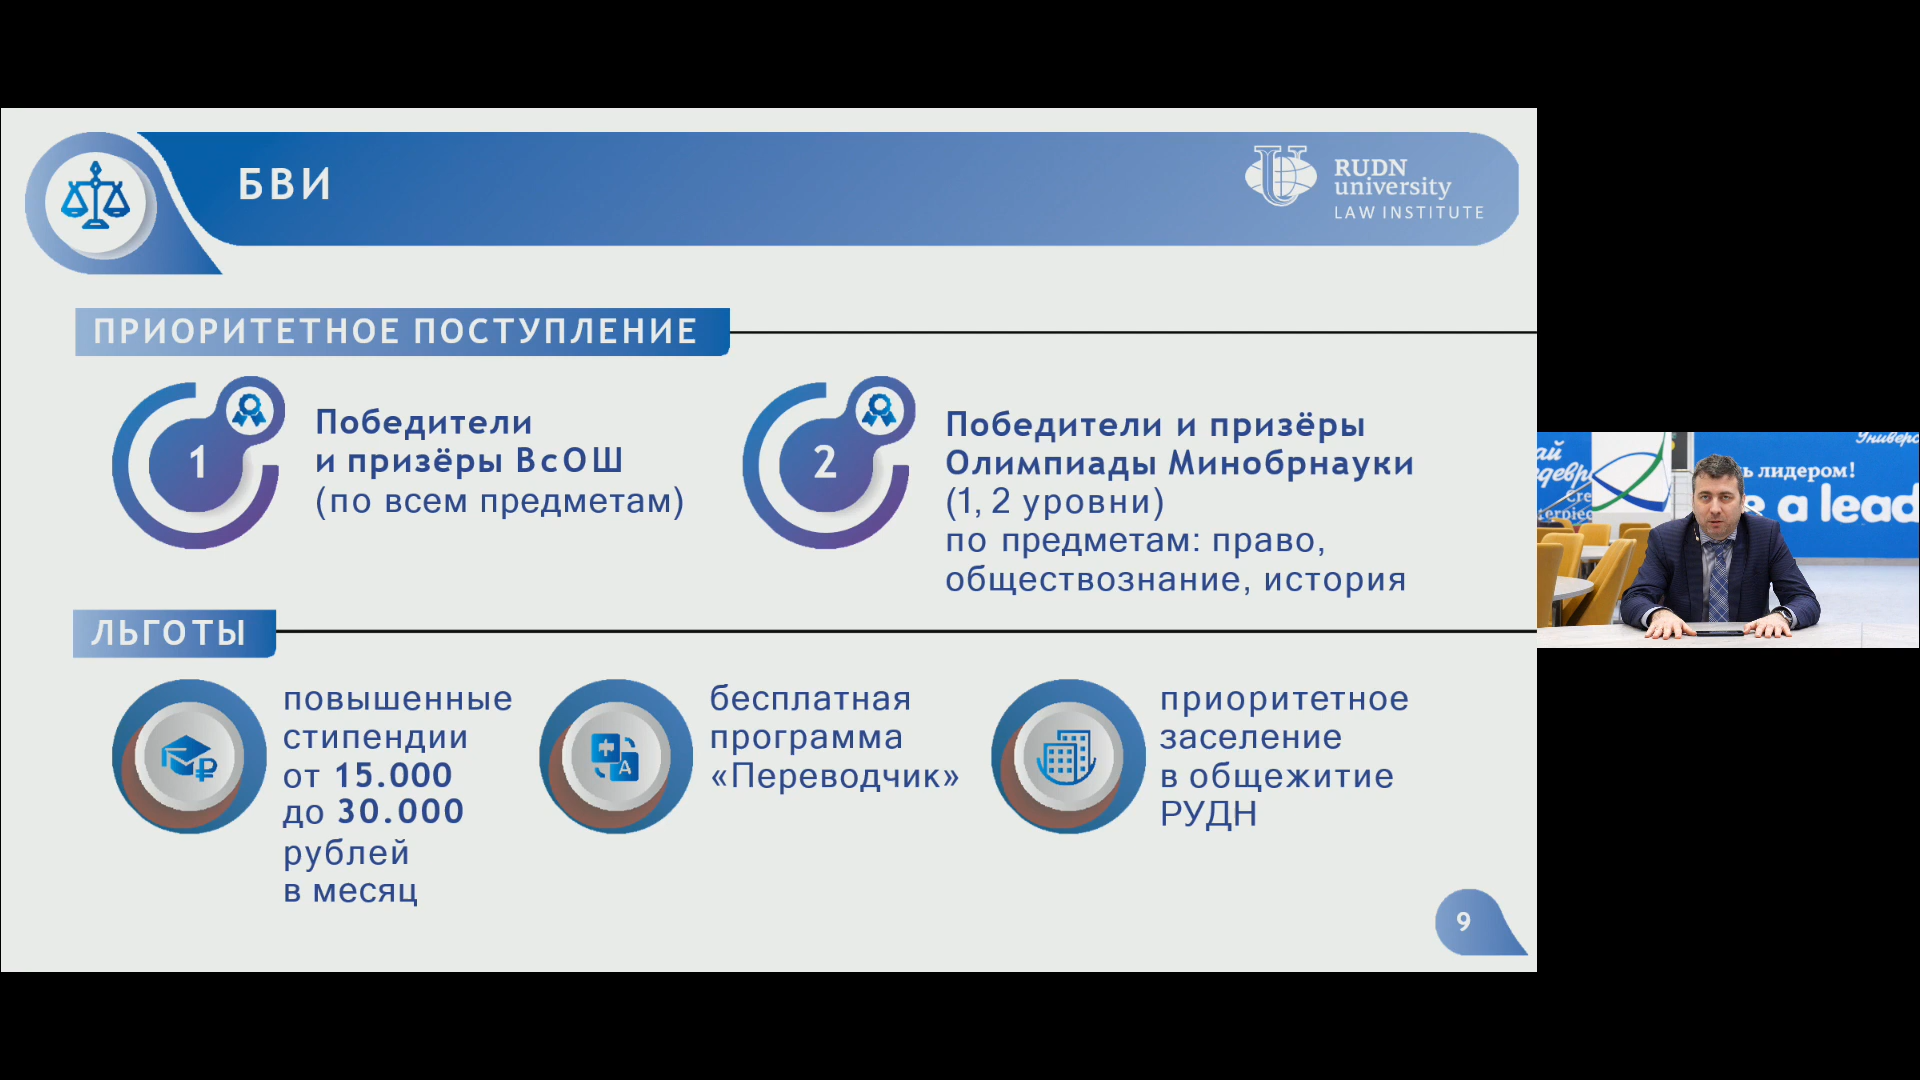 БВИ
RUDN
university
LAW INSTITUTE
ПРИОРИТЕТНОЕ ПОСТУПЛЕНИЕ
1
Победители
и призёры ВсОШ
(по всем предметам)
2
Победители и призёры
Олимпиады Минобрнауки
(1, 2 уровни)
по предметам: право,
обществознание, история
ЛЬГОТЫ
повышенные
стипендии
от 15.000
до 30.000
рублей
в месяц
A
бесплатная
программа
«Переводчик»
приоритетное
заселение
в общежитие
РУДН
9
лидером!
a lead